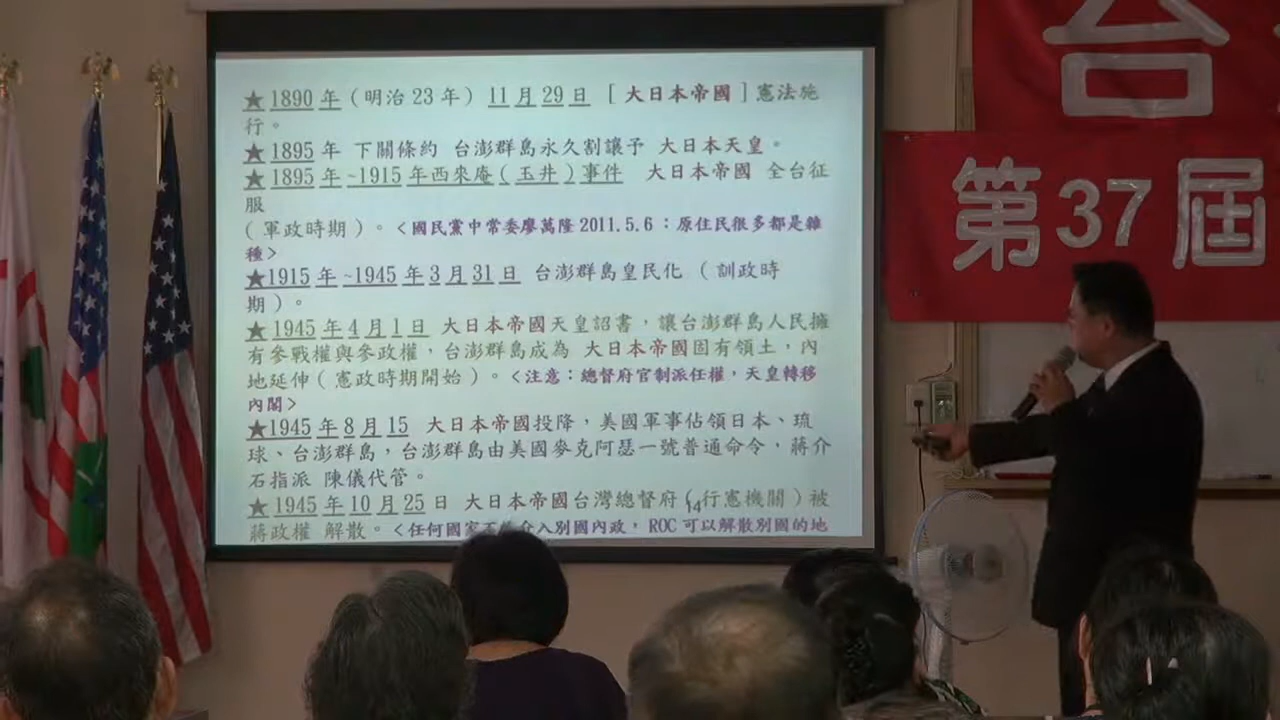 ★1890年(明治23年) 11月29日 [大日本帝國]憲法施
行。
★1895年 下關條約 台澎群島永久割讓予 大日本天皇。
★1895年~1915年西來庵(玉井)事件 大日本帝國 全台征
服
(軍政時期)。<國民黨中常委廖萬隆2011.5.6:原住民很多都是雜
種>
★1915年~1945年3月31日 台澎群島皇民化 (訓政時
期)。
★1945年4月1日 大日本帝國天皇詔書,讓台澎群島人民擁
有參戰權與參政權,台澎群島成為 大日本帝國固有領土,內
地延伸(憲政時期開始)。<注意:總督府官制派任權,天皇轉移
內閣>
★1945年8月15 大日本帝國投降,美國軍事佔領日本、琉
球、台澎群島,台澎群島由美國麥克阿瑟一號普通命令,蔣介
石指派 陳儀代管。
★1945年10月25日 大日本帝國台灣總督府(行憲機關)被
14
蔣政權 解散。<任何國家不能介入別國內政, ROC可以解散別國的地
台
第37屆